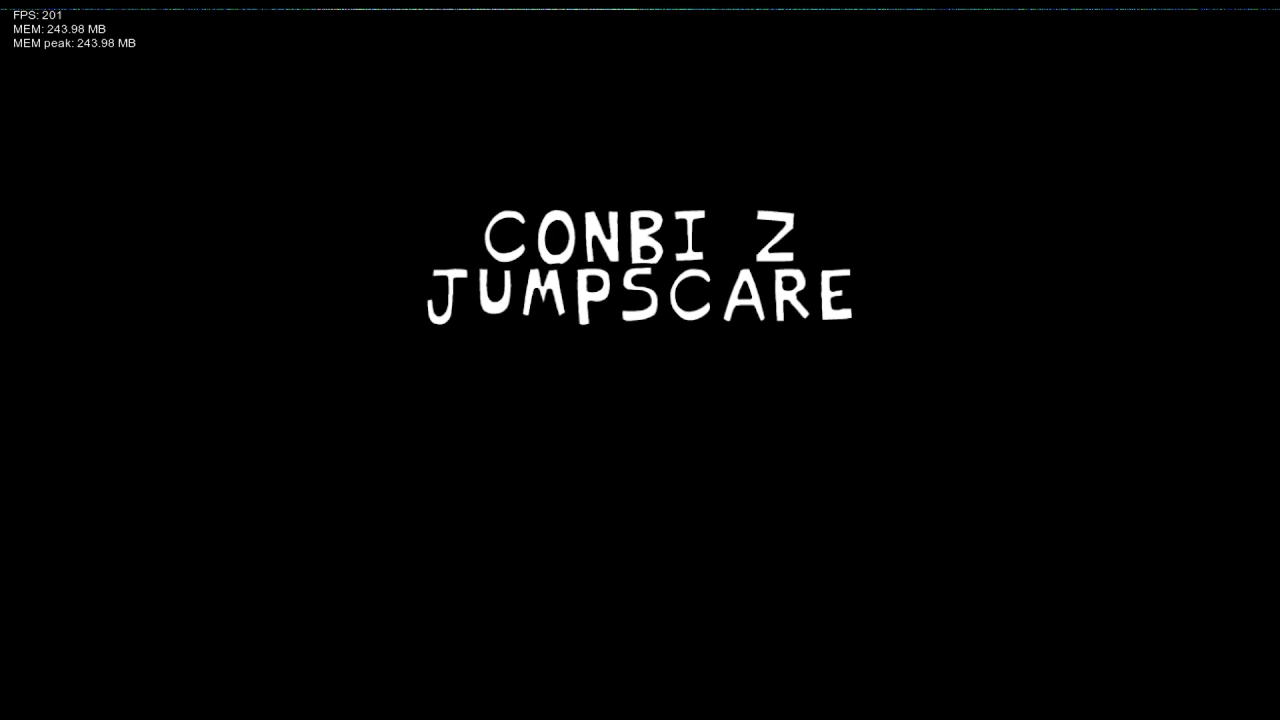 FPS: 201
MEM: 243.98 MB
MEM peak: 243.98 MB
CONBI Z
JUMPSCARE